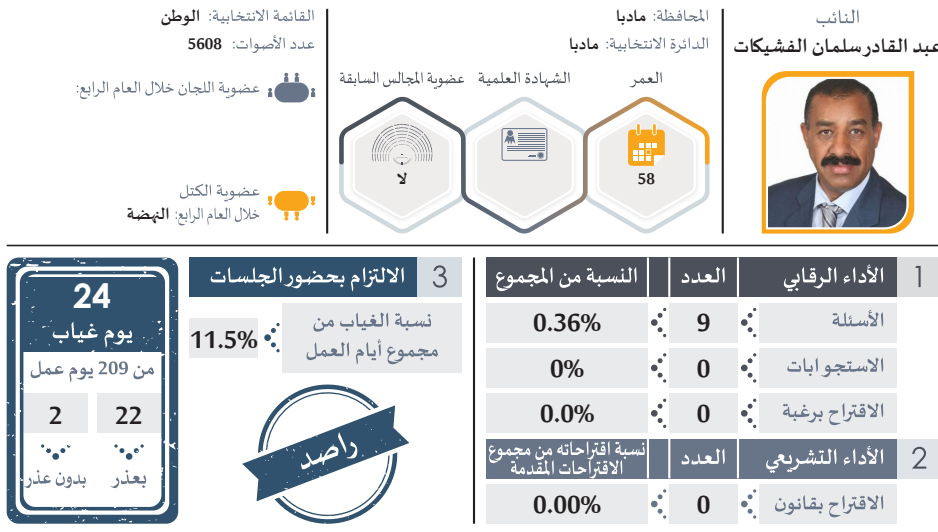 النائب
عبد القادر سلمان الفشيكات
المحافظة: مادبا
الدائرة الانتخابية: مادبا
العمر
58
الشهادة العلمية
عضوية المجالس السابقة
لا
القائمة الانتخابية: الوطن
عدد الأصوات: 5608
عضوية اللجان خلال العام الرابع:
عضوية الكتل
خلال العام الرابع: النهضة
1 الأداء الرقابي العدد النسبة من المجموع
الأسئلة 9 0.36%
الاستجوابات 0 0%
الاقتراح برغبة 0 0.0%
2 الأداء التشريعي العدد نسبة اقتراحاته من مجموع
الاقتراحات المقدمة
الاقتراح بقانون 0 0.00%
3 الالتزام بحضور الجلسات
نسبة الغياب من
مجموع أيام العمل
11.5%
راصد
24
يوم غياب
من 209 يوم عمل
22 2
بعذر بدون عذر